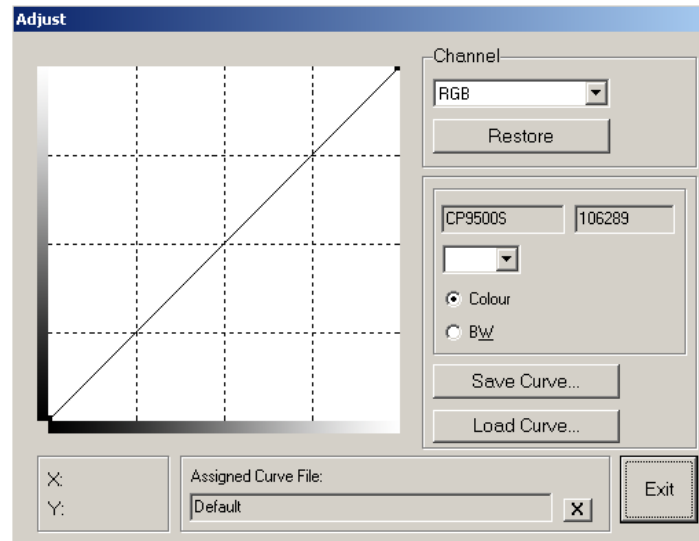 Adjust
Channel
RGB
Restore
CP9500S
106289
Colour
BW
Save Curve...
Load Curve...
X:
Y:
Assigned Curve File:
Default
X
Exit